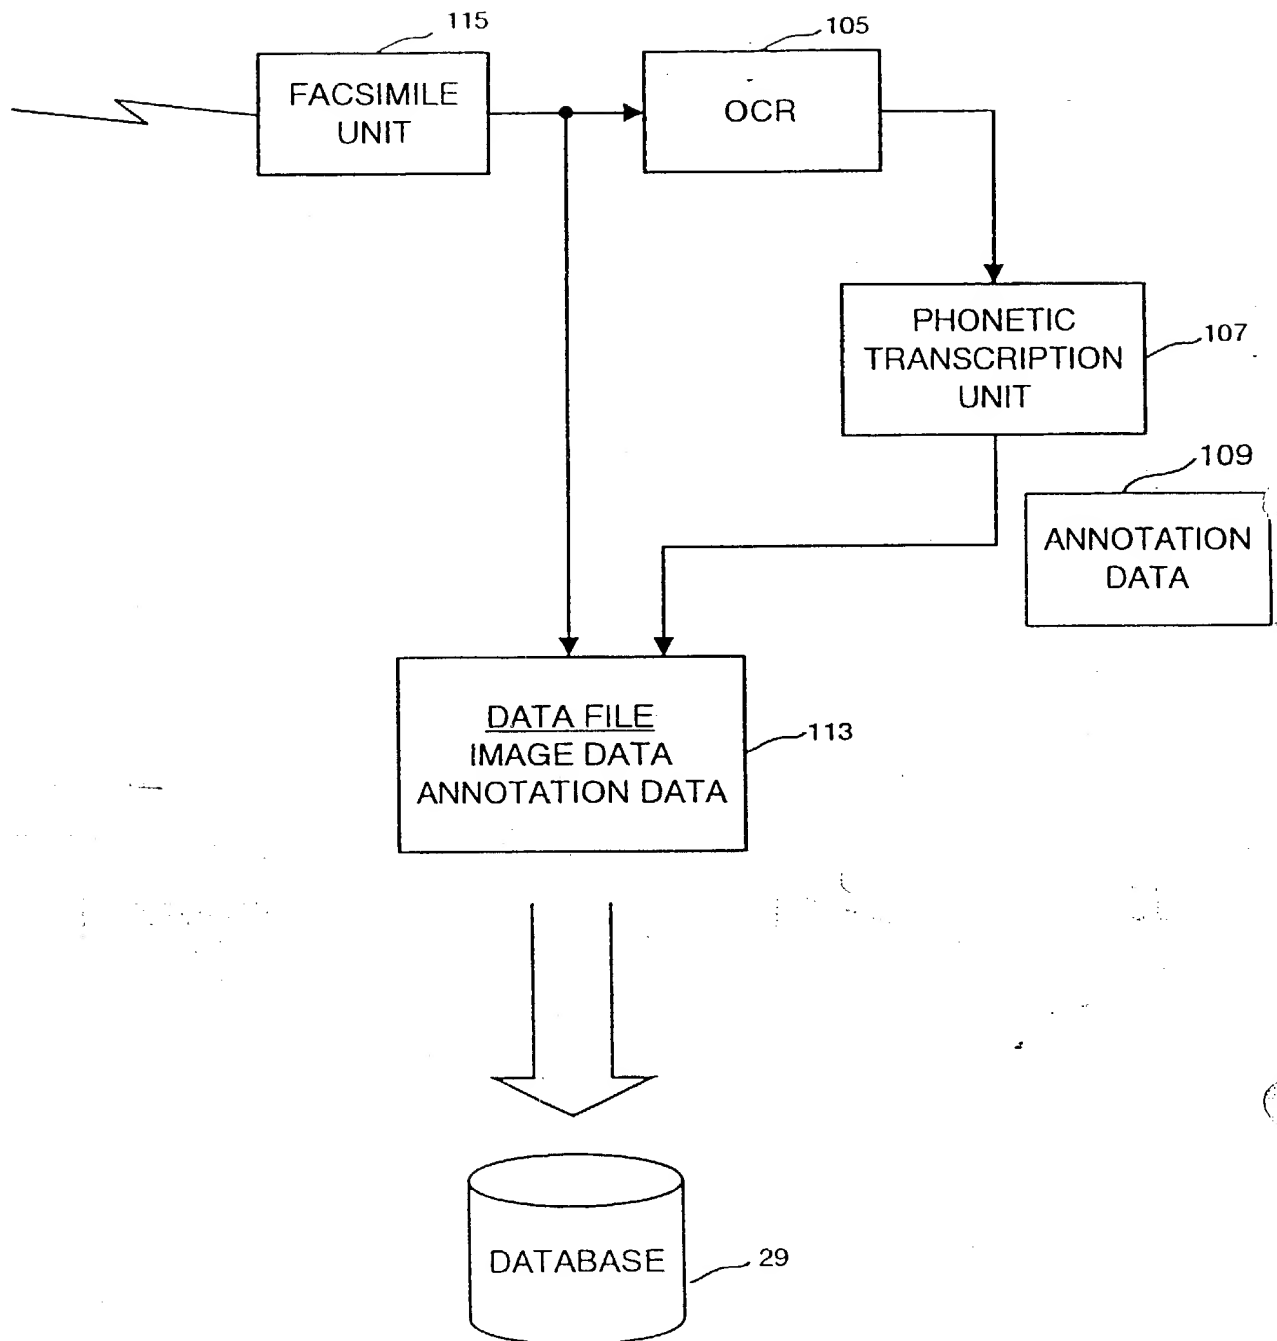 115
105
FACSIMILE
UNIT
OCR
PHONETIC
TRANSCRIPTION
UNIT
107
109
ANNOTATION
DATA
DATA FILE
IMAGE DATA
ANNOTATION DATA
113
DATABASE
29